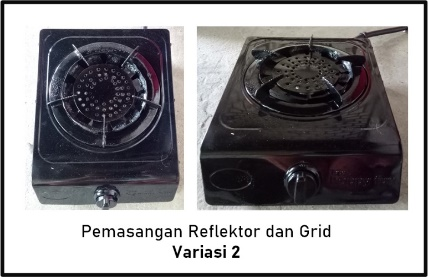 Pemasangan Reflektor dan Grid
Variasi 2